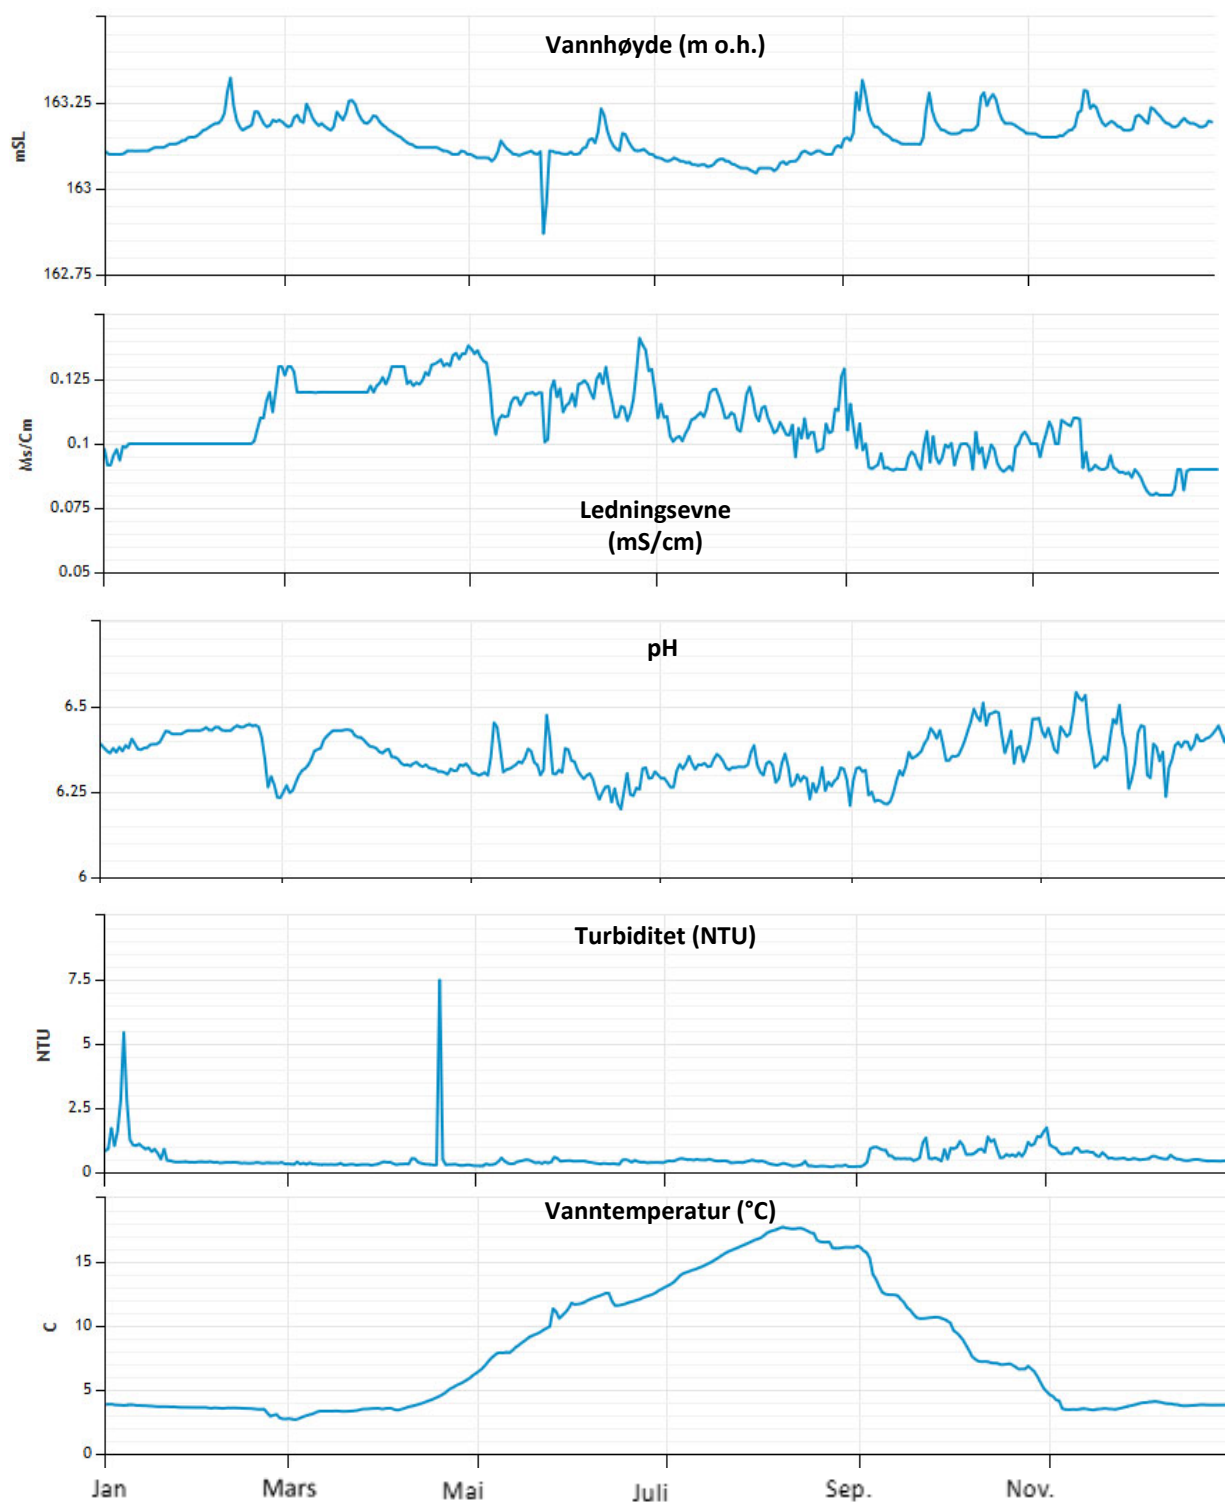 Vannhøyde (m o.h.)
mSL
163.25
163
162.75
Ms/Cm
0.125
0.1
0.075
0.05
Ledningsevne
(mS/cm)
pH
6.5
6.25
6
Turbiditet (NTU)
NTU
7.5
5
2.5
0
Vanntemperatur (°C)
C
15
10
5
0
Jan Mars Mai Juli Sep. Nov.